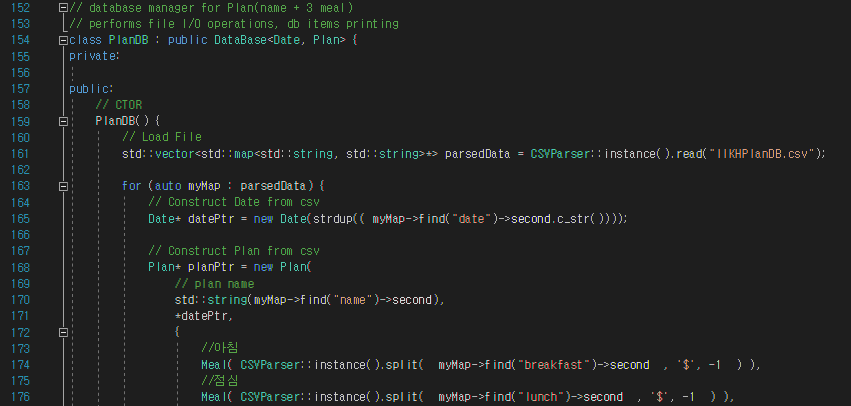 152 // database manager for Plan(name + 3 meal)
153 // performs file I/O operations, db items printing
154 class PlanDB : public DataBase<Date, Plan> {
155 private:
156
157 public:
158 // CTOR
159 PlanDB() {
160 // Load File
161 std::vector<std::map<std::string, std::string>*> parsedData = CSVParser::instance().read("IIKHPlanDB.csv");
162
163 for (auto myMap : parsedData) {
164 // Construct Date from csv
165 Date* datePtr = new Date(strdup(( myMap->find("date")->second.c_str())));
166
167 // Construct Plan from csv
168 Plan* planPtr = new Plan(
169 // plan name
170 std::string(myMap->find("name")->second),
171 *datePtr,
172 {
173 //아침
174 Meal( CSVParser::instance().split( myMap->find("breakfast")->second , '$', -1 ) ),
175 //점심
176 Meal( CSVParser::instance().split( myMap->find("lunch")->second , '$', -1 ) ),